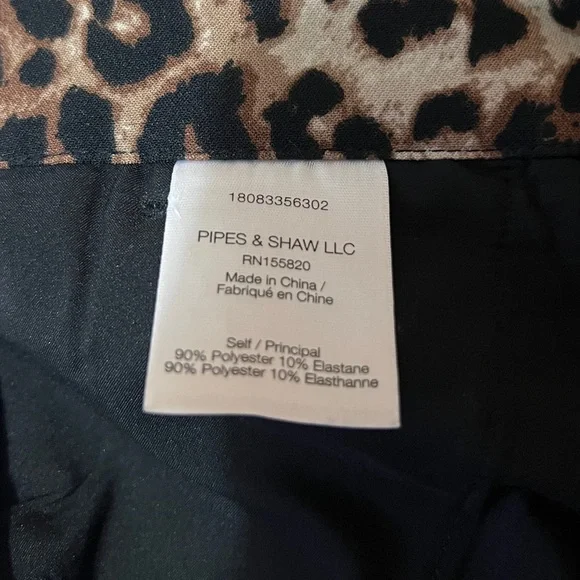 18083356302
PIPES & SHAW LLC
RN155820
Made in China /
Fabriqué en Chine
Self / Principal
90% Polyester 10% Elastane
90% Polyester 10% Elasthanne